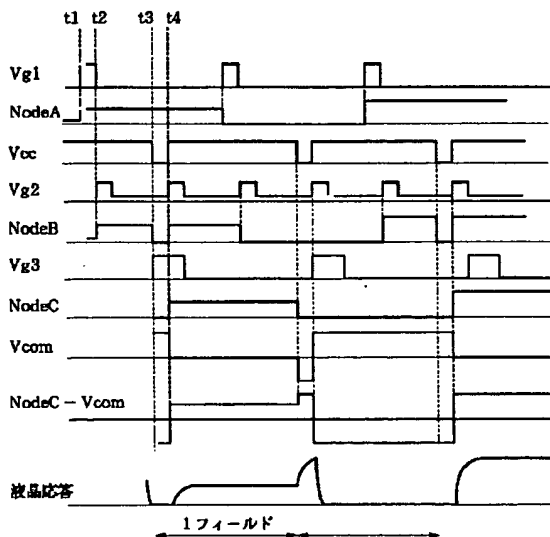 t1 t2 t3 t4
Vg1
NodeA
Vcc
Vg2
NodeB
Vg3
NodeC
Vcom
NodeC − Vcom
液晶応答
1フィールド